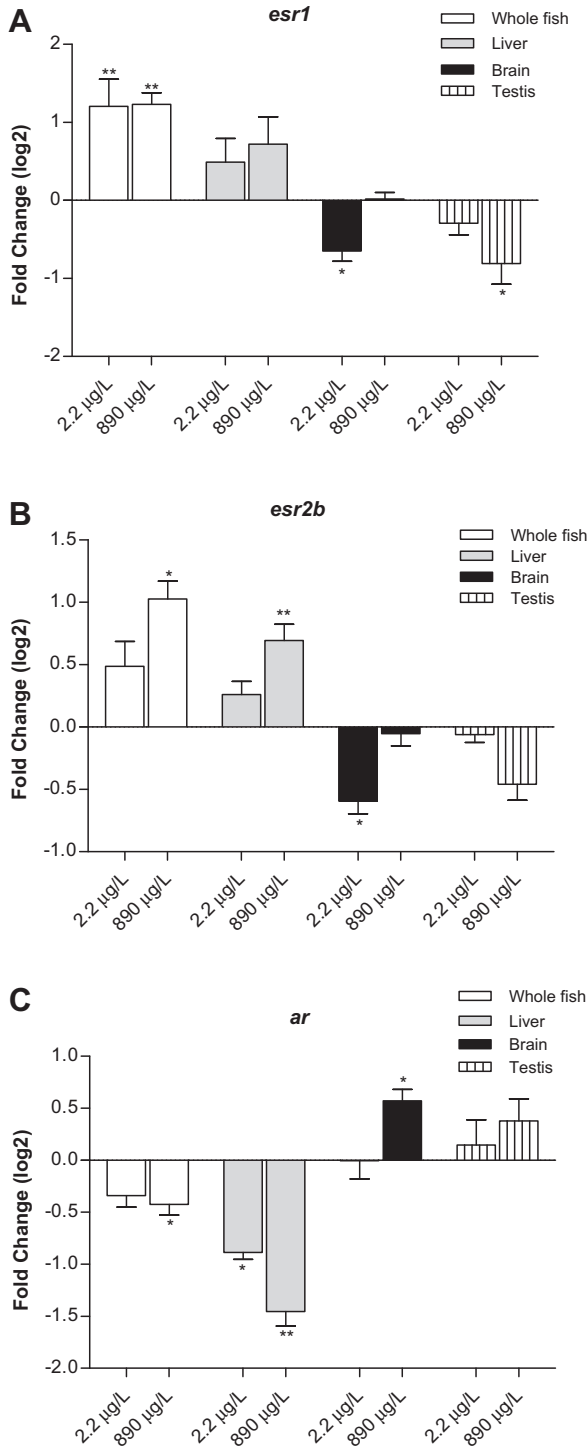 A
esr1
Whole fish
Liver
Brain
Testis
Fold Change (log2)
2
1
0
-1
-2
** ** * *
2.2 µg/L 890 µg/L 2.2 µg/L 890 µg/L 2.2 µg/L 890 µg/L 2.2 µg/L 890 µg/L
B
esr2b
Whole fish
Liver
Brain
Testis
Fold Change (log2)
1.5
1.0
0.5
0.0
-0.5
-1.0
* ** *
2.2 µg/L 890 µg/L 2.2 µg/L 890 µg/L 2.2 µg/L 890 µg/L 2.2 µg/L 890 µg/L
C
ar
Whole fish
Liver
Brain
Testis
Fold Change (log2)
1.0
0.5
0.0
-0.5
-1.0
-1.5
-2.0
* * ** *
2.2 µg/L 890 µg/L 2.2 µg/L 890 µg/L 2.2 µg/L 890 µg/L 2.2 µg/L 890 µg/L